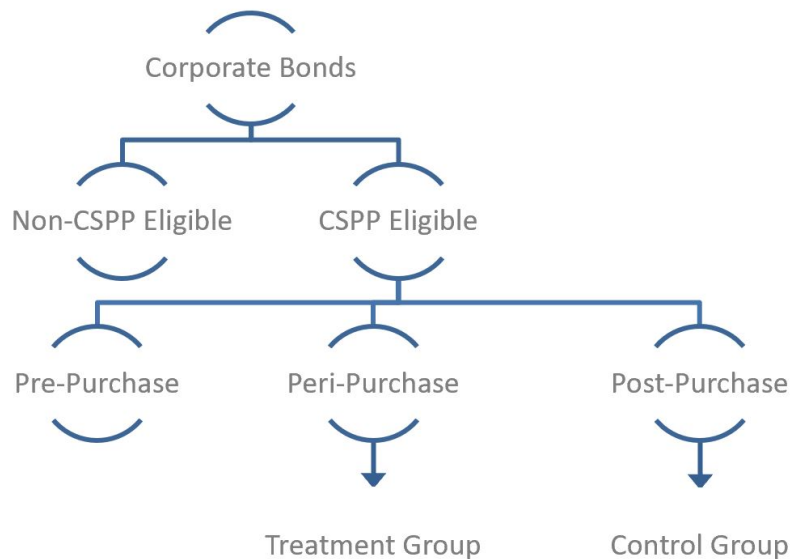 Corporate Bonds
Non-CSPP Eligible
CSPP Eligible
Pre-Purchase
Peri-Purchase
Post-Purchase
Treatment Group
Control Group